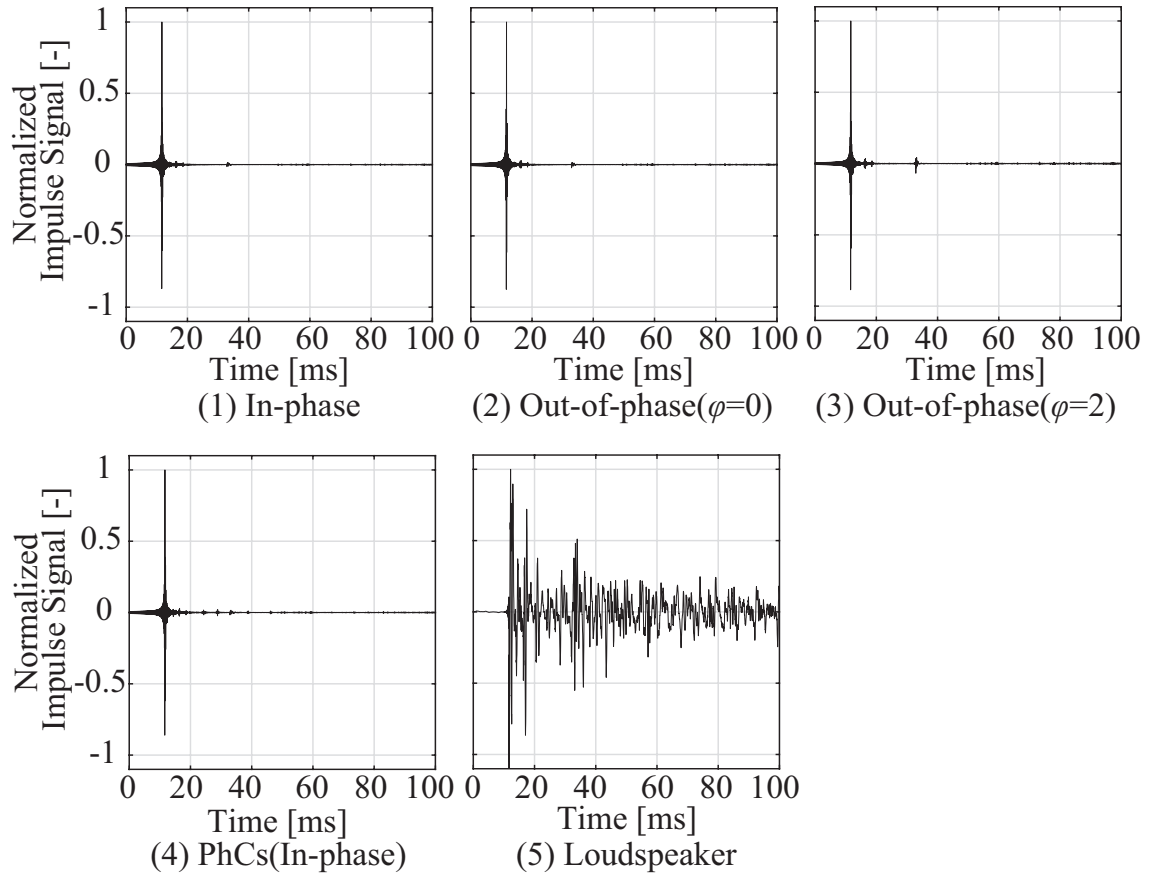 Normalized
Impulse Signal [-]
1
0.5
0
-0.5
-1
0 20 40 60 80 100
Time [ms]
(1) In-phase
0 20 40 60 80 100
Time [ms]
(2) Out-of-phase(φ=0)
0 20 40 60 80 100
Time [ms]
(3) Out-of-phase(φ=2)
Normalized
Impulse Signal [-]
1
0.5
0
-0.5
-1
0 20 40 60 80 100
Time [ms]
(4) PhCs(In-phase)
0 20 40 60 80 100
Time [ms]
(5) Loudspeaker